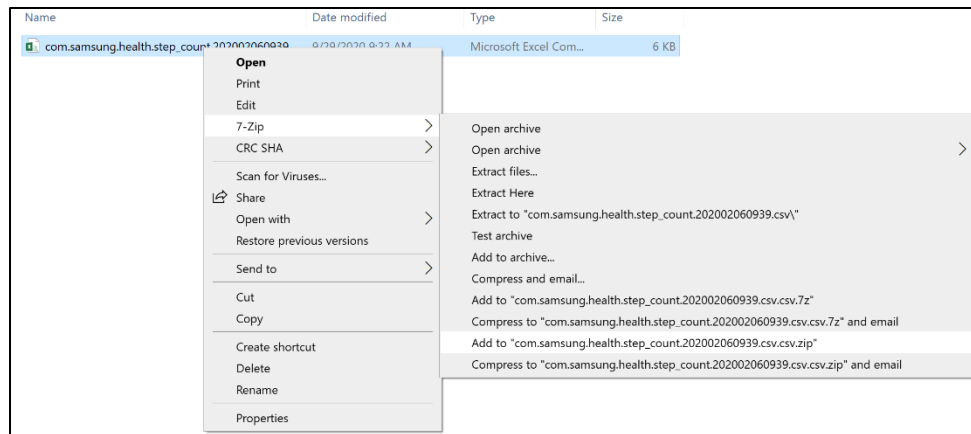 Name Date modified Type Size
com.samsung.health.step_count.202002060939 9/29/2020 9:22 AM Microsoft Excel Com... 6 KB
Open
Print
Edit
7-Zip
CRC SHA
Scan for Viruses...
Share
Open with
Restore previous versions
Send to
Cut
Copy
Create shortcut
Delete
Rename
Properties
Open archive
Open archive
Extract files...
Extract Here
Extract to "com.samsung.health.step_count.202002060939.csv\"
Test archive
Add to archive...
Compress and email...
Add to "com.samsung.health.step_count.202002060939.csv.csv.7z"
Compress to "com.samsung.health.step_count.202002060939.csv.csv.7z" and email
Add to "com.samsung.health.step_count.202002060939.csv.csv.zip"
Compress to "com.samsung.health.step_count.202002060939.csv.csv.zip" and email